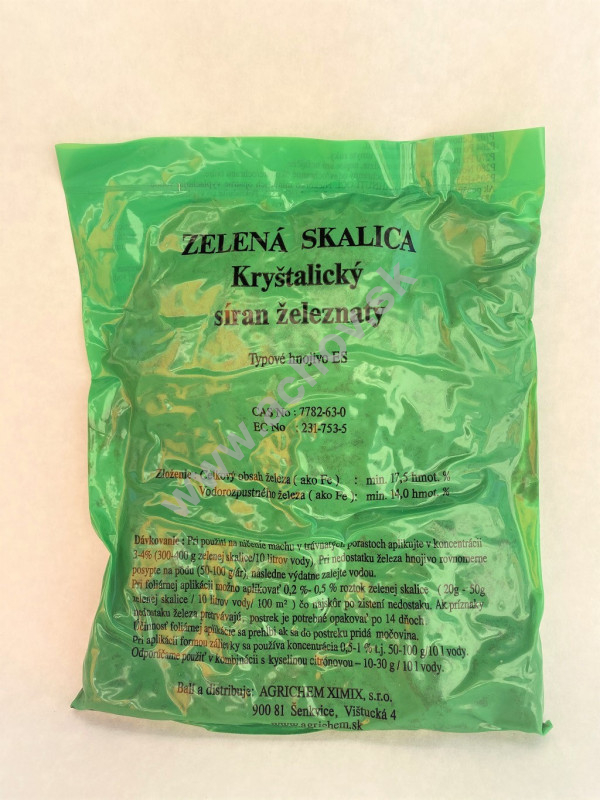 ZELENÁ SKALICA
Kryštalický
síran železnatý
Typové hnojivo ES
CAS No : 7782-63-0
EC No : 231-753-5
Zloženie : Celkový obsah železa ( ako Fe ) : min. 17,5 hmot. %
Vodorozpustného železa ( ako Fe ): min. 14,0 hmot. %
Dávkovanie : Pri použití na ničenie machu v trávnatých porastoch aplikujte v koncentrácii
3-4% (300-400 g zelenej skalice/10 litrov vody). Pri nedostatku železa hnojivo rovnomerne
posypte na pôdu (50-100 g/ár), následne výdatne zalejte vodou.
Pri foliárnej aplikácii možno aplikovať 0,2 %- 0,5 % roztok zelenej skalice ( 20g - 50g
zelenej skalice / 10 litrov vody/ 100 m² ) čo najskôr po zistení nedostatku. Ak príznaky
nedostatku železa pretrvávajú, postrek je potrebné opakovať po 14 dňoch
Účinnosť foliárnej aplikácie sa prehĺbi ak sa do postreku pridá močovina.
Pri aplikácii formou zálievky sa používa koncentrácia 0,5-1 % t.j. 50-100 g/10 l vody.
Odporúčame použiť v kombinácii s kyselinou citrónovou – 10-30 g / 10 l vody.
Balí a distribuje: AGRICHEM XIMIX, s.r.o.
900 81 Šenkvice, Vištucká 4
www.agrichem.sk
www.achov.sk